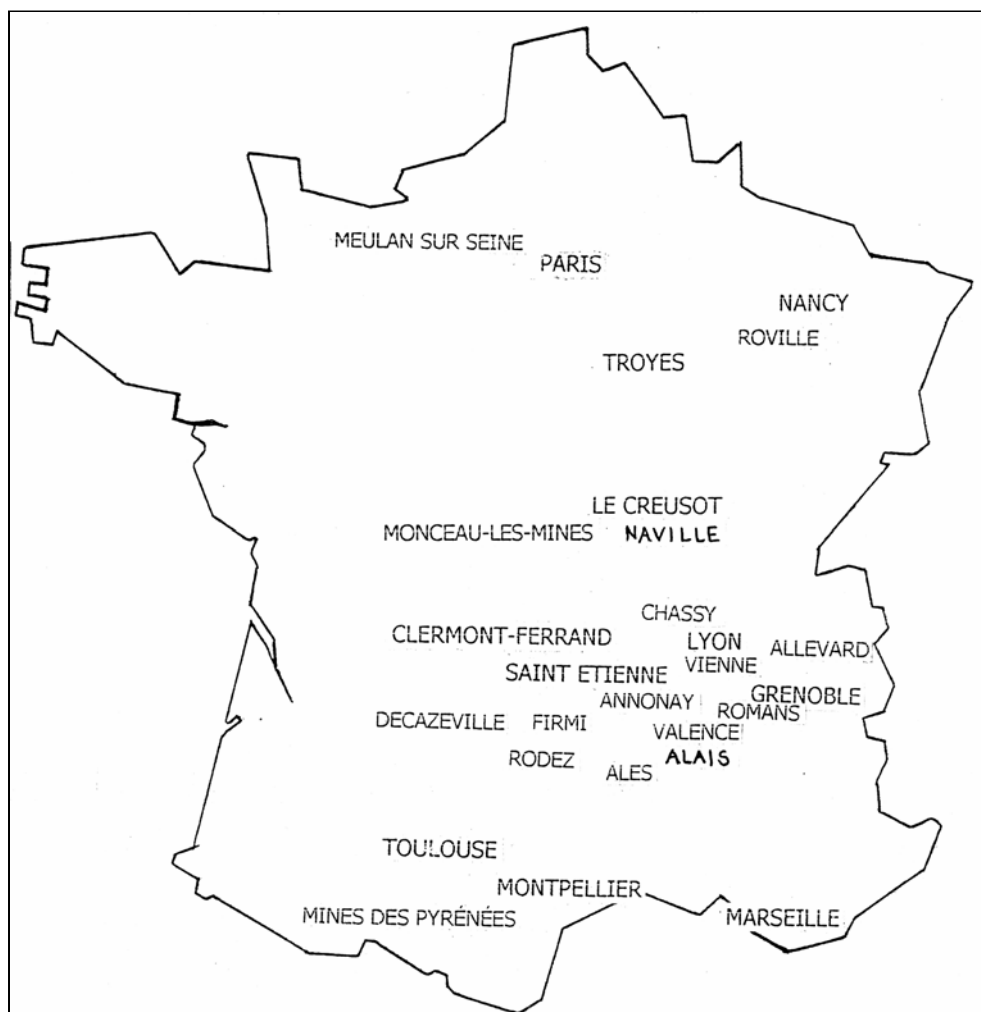 MEULAN SUR SEINE
PARIS
NANCY
ROVILLE
TROYES
LE CREUSOT
MONCEAU-LES-MINES
NAVILLE
CHASSY
CLERMONT-FERRAND
LYON
ALLEVARD
VIENNE
SAINT ETIENNE
GRENOBLE
ANNONAY
ROMANS
DECAZEVILLE
FIRMI
VALENCE
RODEZ
ALES
ALAIS
TOULOUSE
MONTPELLIER
MINES DES PYRÉNÉES
MARSEILLE